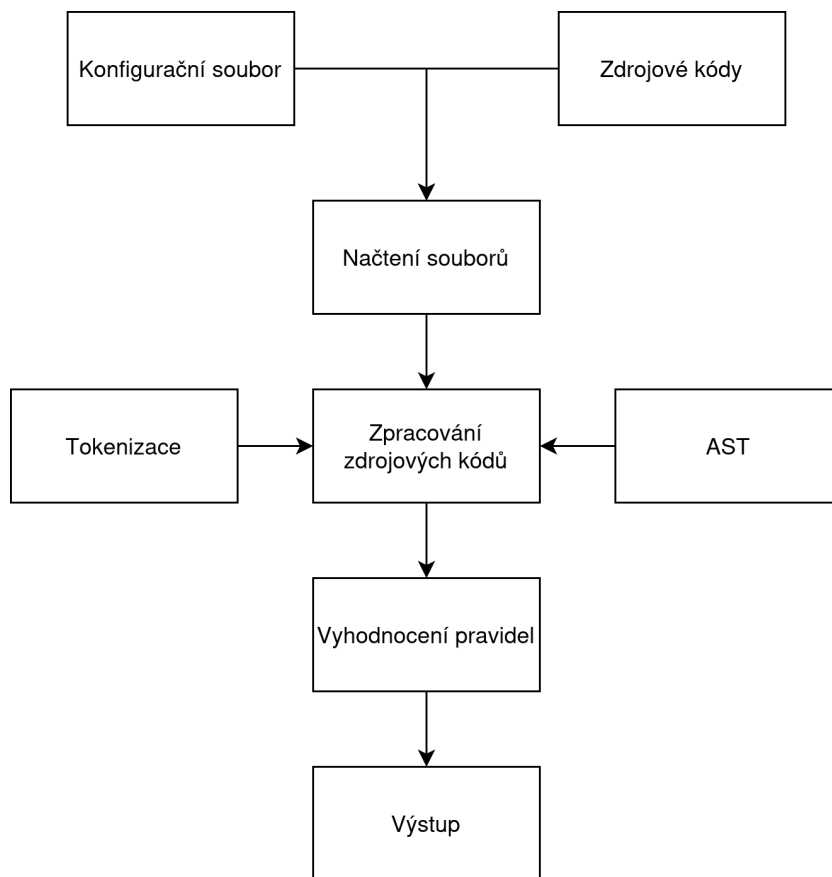 Konfigurační soubor
Zdrojové kódy
Načtení souborů
Tokenizace
Zpracování
zdrojových kódů
AST
Vyhodnocení pravidel
Výstup